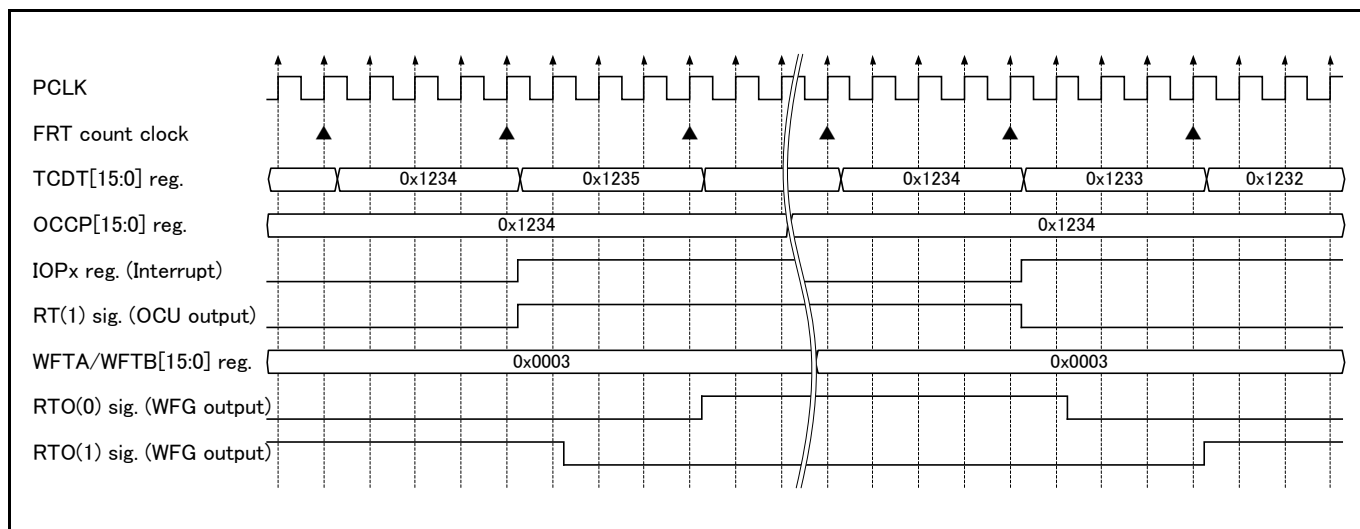 PCLK
FRT count clock
TCDT[15:0] reg. 0x1234 0x1235 0x1234 0x1233 0x1232
OCCP[15:0] reg. 0x1234 0x1234
IOPx reg. (Interrupt)
RT(1) sig. (OCU output)
WFTA/WFTB[15:0] reg. 0x0003 0x0003
RTO(0) sig. (WFG output)
RTO(1) sig. (WFG output)